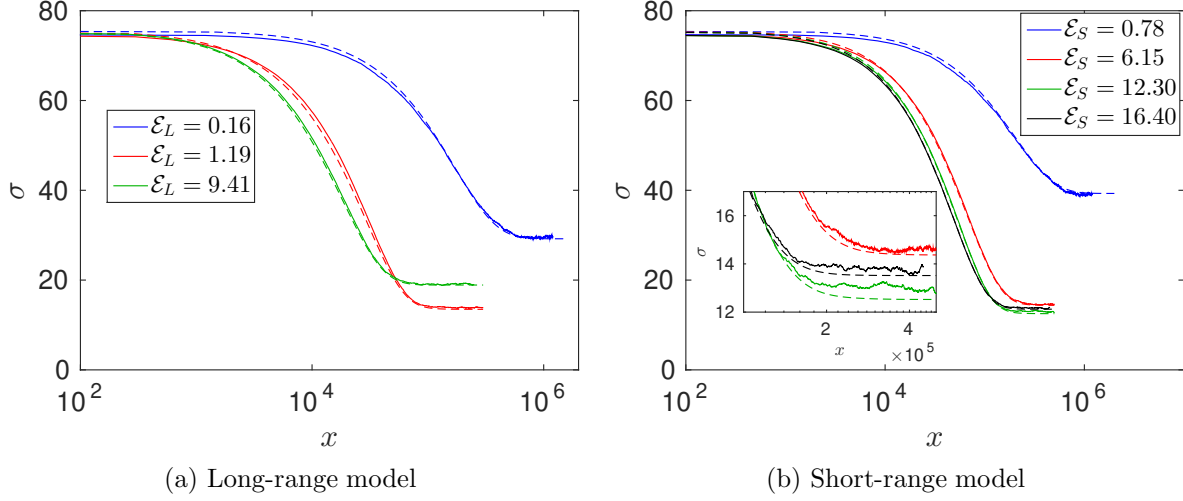 80
60
40
20
0
σ
10^2
10^4
10^6
x
ℰ_L = 0.16
ℰ_L = 1.19
ℰ_L = 9.41
(a) Long-range model
80
60
40
20
0
σ
10^2
10^4
10^6
x
ℰ_S = 0.78
ℰ_S = 6.15
ℰ_S = 12.30
ℰ_S = 16.40
16
14
12
σ
2
4
x
×10^5
(b) Short-range model